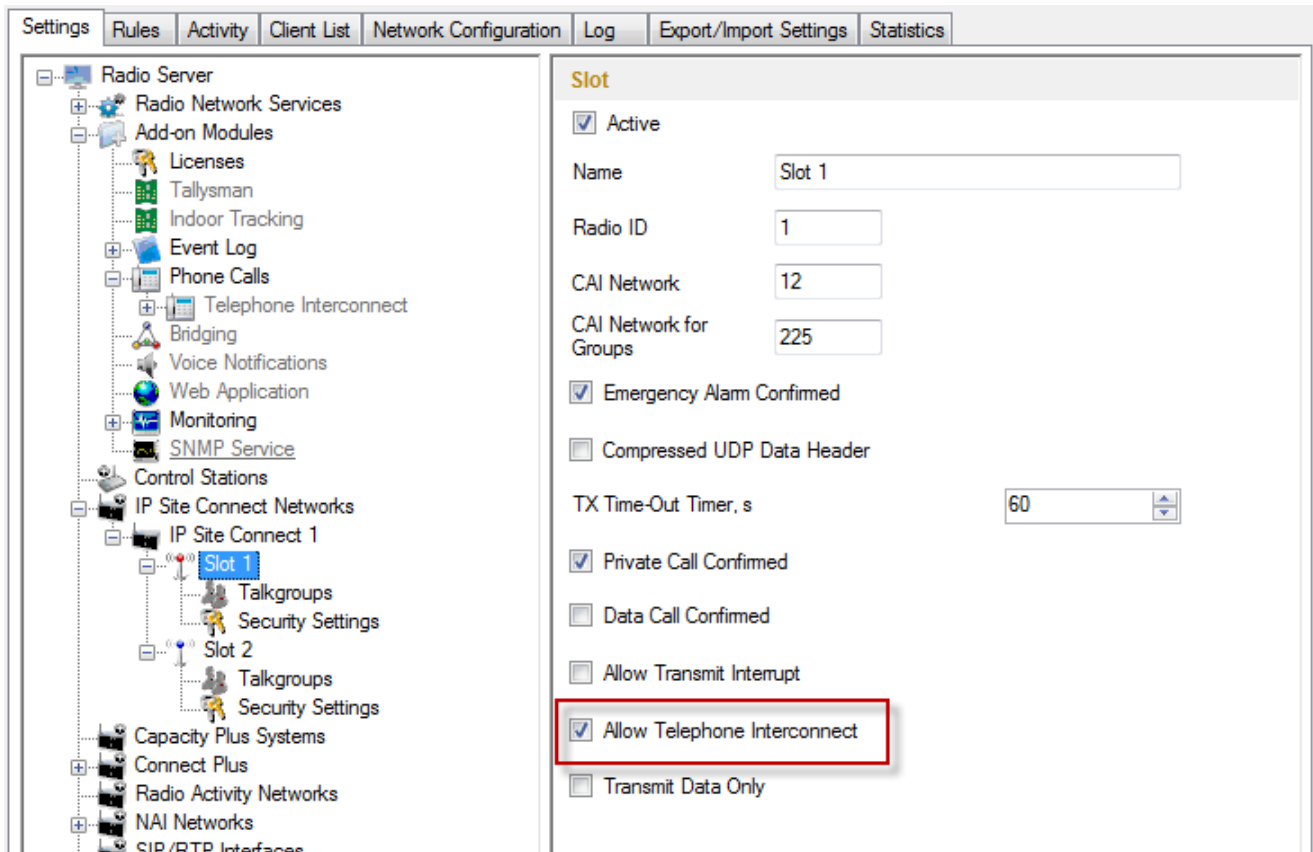 Settings Rules Activity Client List Network Configuration Log Export/Import Settings Statistics
Radio Server
Radio Network Services
Add-on Modules
Licenses
Tallysman
Indoor Tracking
Event Log
Phone Calls
Telephone Interconnect
Bridging
Voice Notifications
Web Application
Monitoring
SNMP Service
Control Stations
IP Site Connect Networks
IP Site Connect 1
Slot 1
Talkgroups
Security Settings
Slot 2
Talkgroups
Security Settings
Capacity Plus Systems
Connect Plus
Radio Activity Networks
NAI Networks
SIP/RTP Interfaces
Slot
Active
Name Slot 1
Radio ID 1
CAI Network 12
CAI Network for
Groups 225
Emergency Alarm Confirmed
Compressed UDP Data Header
TX Time-Out Timer, s 60
Private Call Confirmed
Data Call Confirmed
Allow Transmit Interrupt
Allow Telephone Interconnect
Transmit Data Only